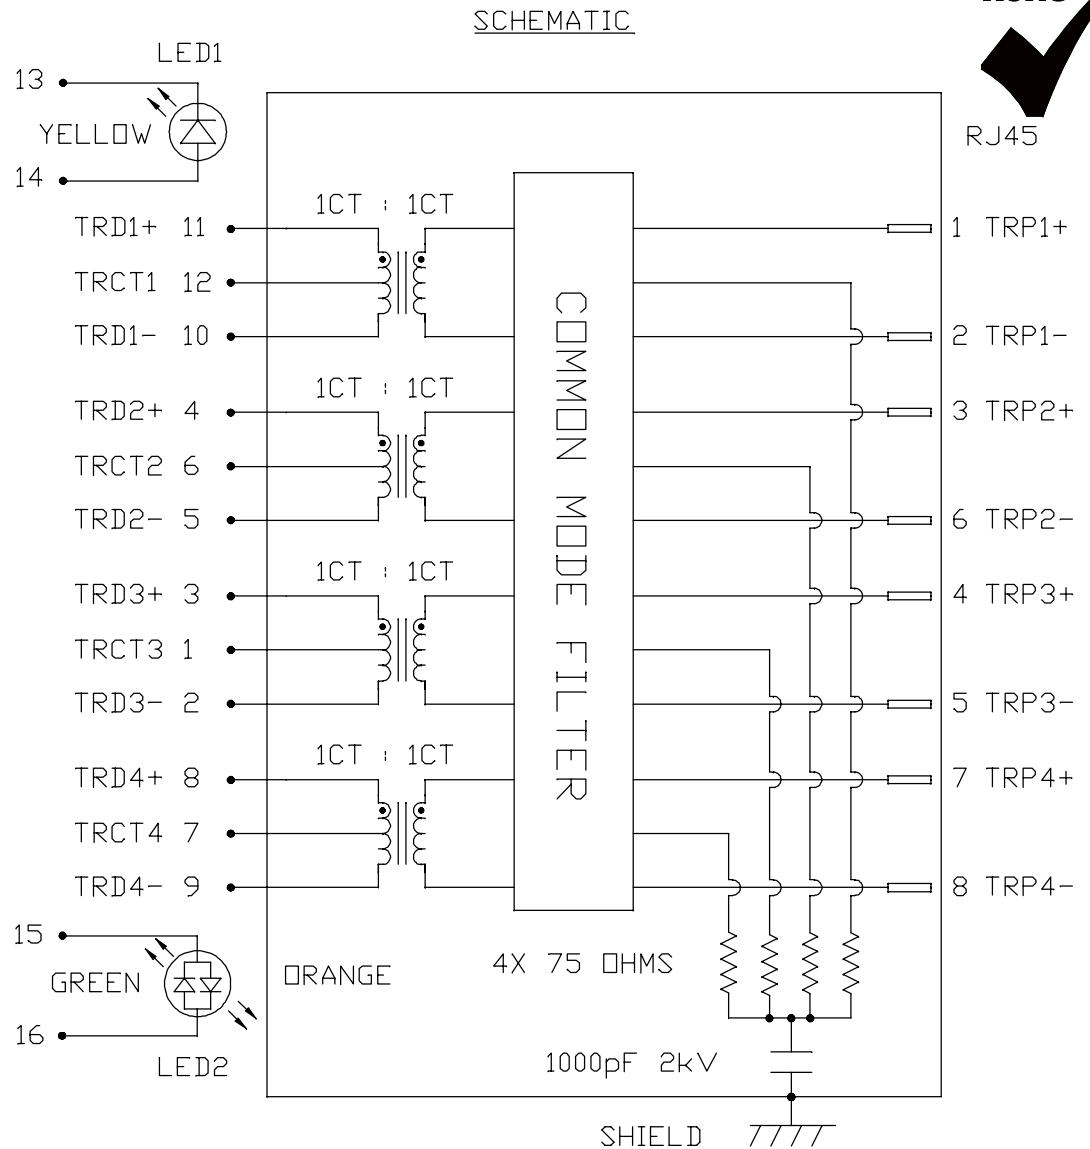 SCHEMATIC
LED1
13
YELLOW
14
RJ45
1CT : 1CT
TRD1+ 11
1 TRP1+
TRCT1 12
TRD1- 10
2 TRP1-
1CT : 1CT
TRD2+ 4
3 TRP2+
TRCT2 6
TRD2- 5
6 TRP2-
1CT : 1CT
TRD3+ 3
4 TRP3+
TRCT3 1
TRD3- 2
5 TRP3-
1CT : 1CT
TRD4+ 8
7 TRP4+
TRCT4 7
TRD4- 9
8 TRP4-
COMMON MODE FILTER
15
GREEN
ORANGE
16
LED2
4X 75 OHMS
1000pF 2kV
SHIELD